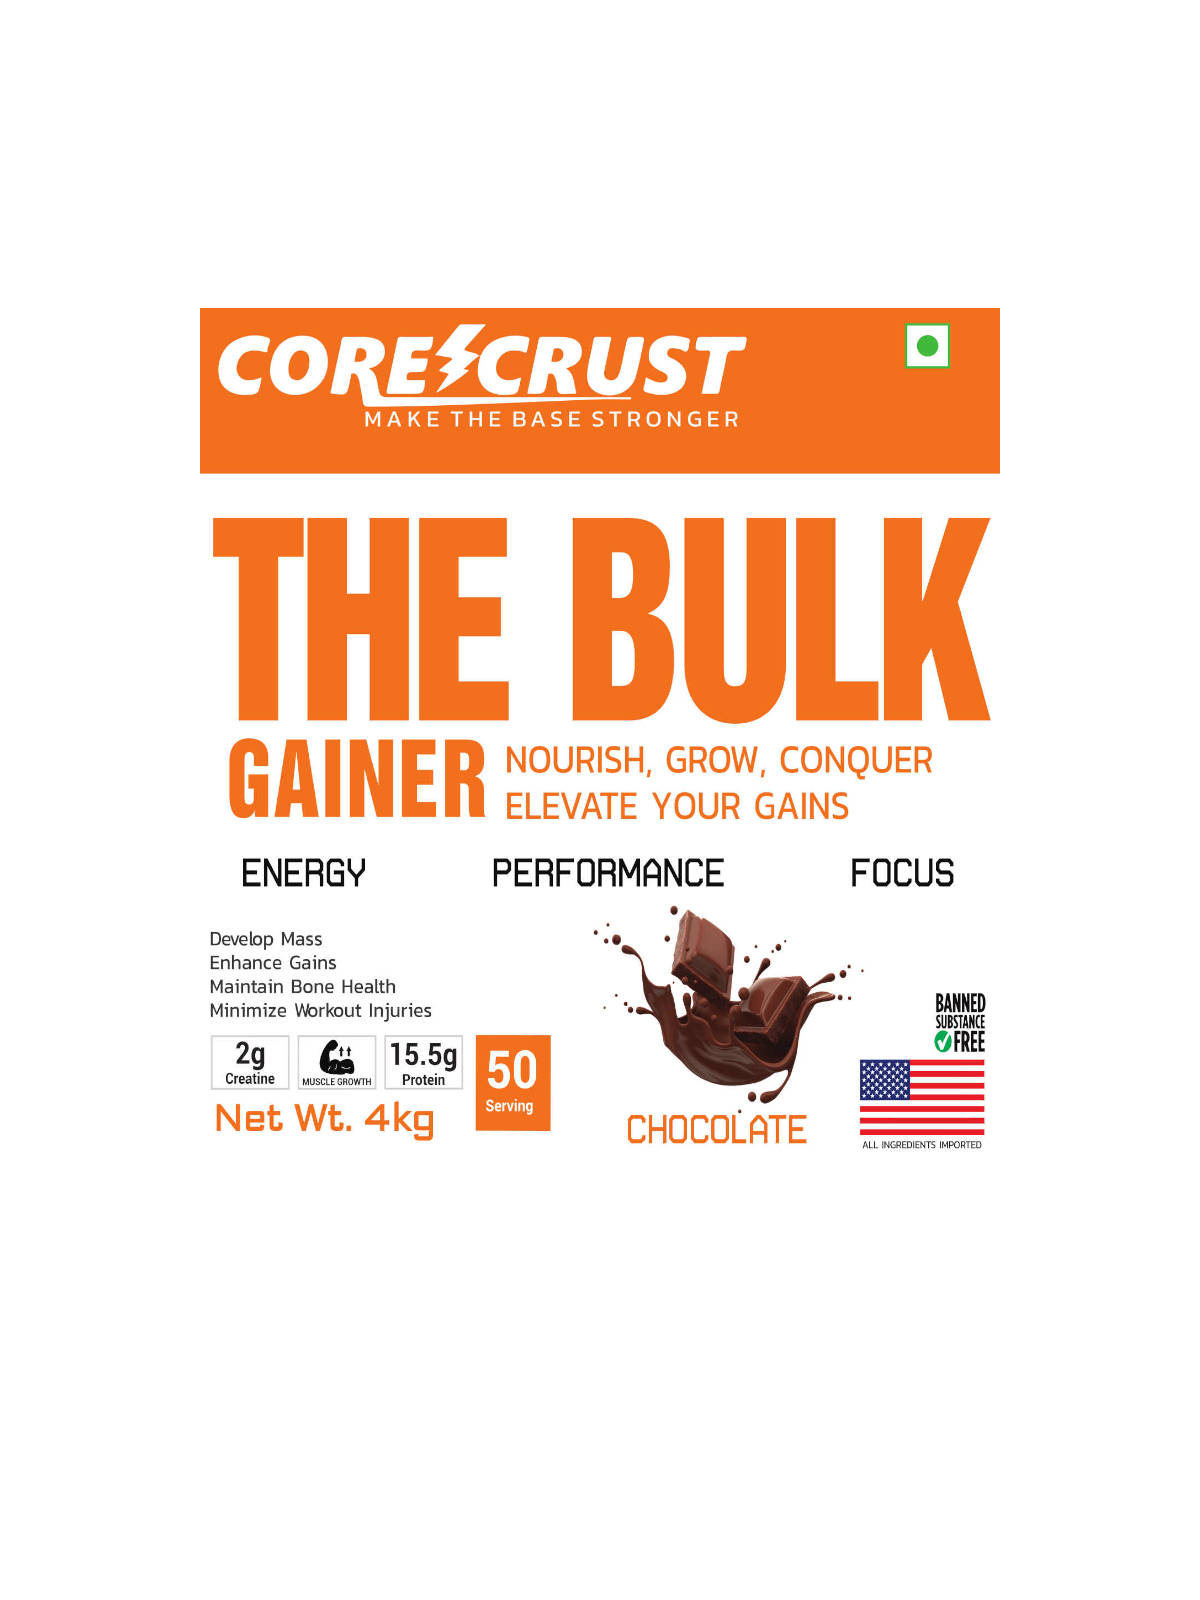 CORE CRUST
MAKE THE BASE STRONGER
THE BULK
GAINER
NOURISH, GROW, CONQUER
ELEVATE YOUR GAINS
ENERGY PERFORMANCE FOCUS
Develop Mass
Enhance Gains
Maintain Bone Health
Minimize Workout Injuries
2g
Creatine
MUSCLE GROWTH
15.5g
Protein
50
Serving
Net Wt. 4kg
CHOCOLATE
BANNED
SUBSTANCE
FREE
ALL INGREDIENTS IMPORTED